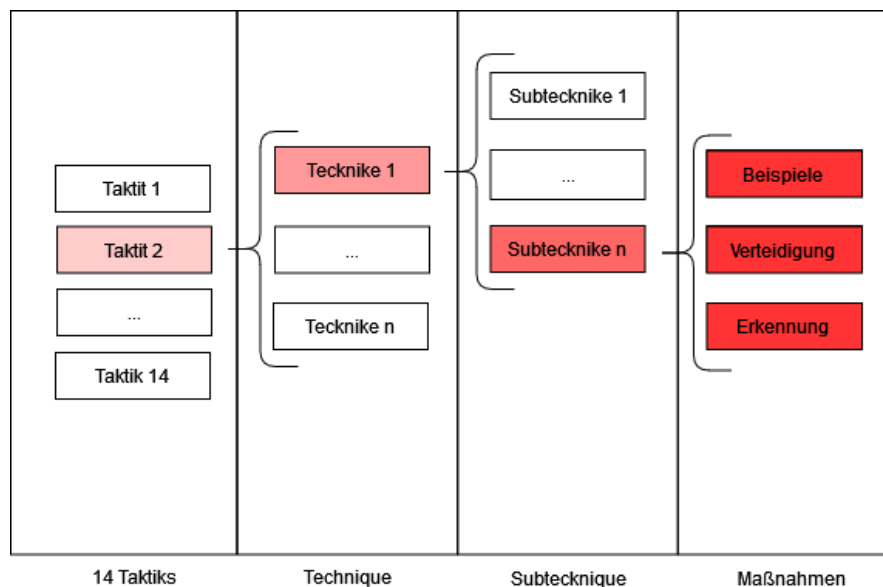 Taktit 1
Taktit 2
...
Taktik 14
Tecknike 1
...
Tecknike n
Subtecknike 1
...
Subtecknike n
Beispiele
Verteidigung
Erkennung
14 Taktiks
Technique
Subtecknique
Maßnahmen